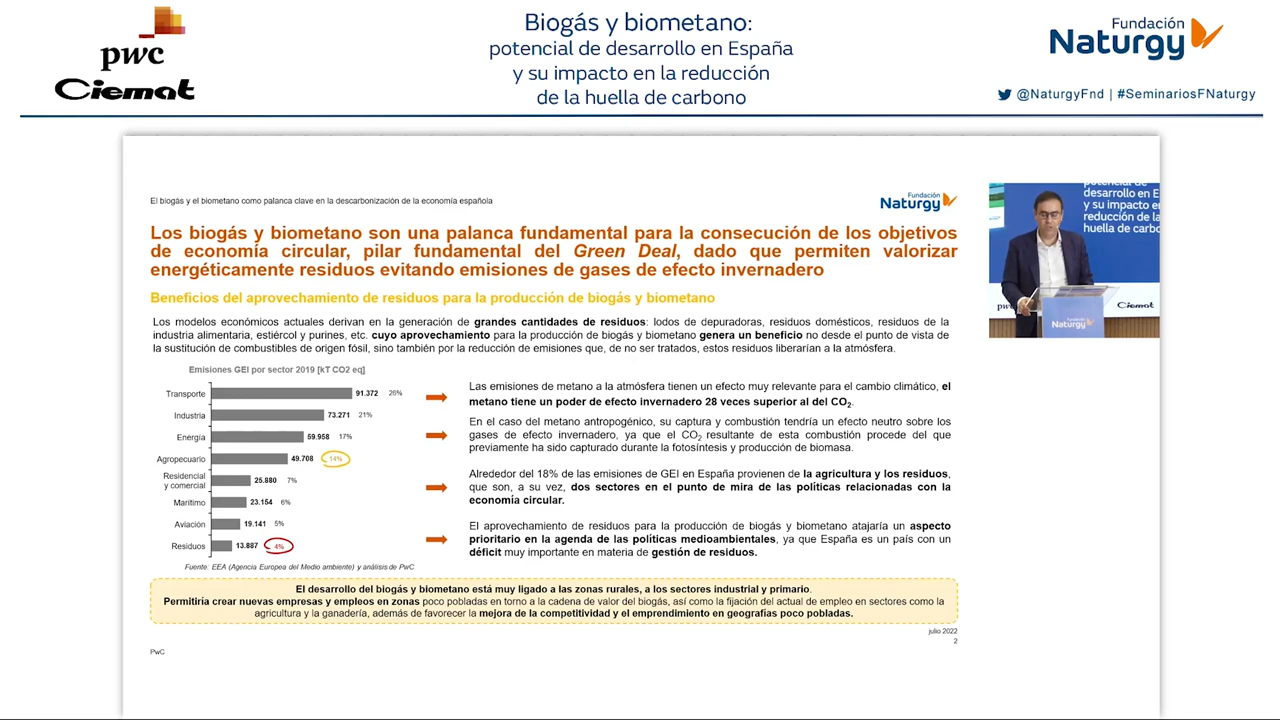 pwc
Ciemat
Biogás y biometano:
potencial de desarrollo en España
y su impacto en la reducción
de la huella de carbono
Fundación
Naturgy
@NaturgyFnd | #SeminariosFNaturgy
El biogás y el biometano como palanca clave en la descarbonización de la economía española
Fundación
Naturgy
Los biogás y biometano son una palanca fundamental para la consecución de los objetivos
de economía circular, pilar fundamental del Green Deal, dado que permiten valorizar
energéticamente residuos evitando emisiones de gases de efecto invernadero
Beneficios del aprovechamiento de residuos para la producción de biogás y biometano
Los modelos económicos actuales derivan en la generación de grandes cantidades de residuos: lodos de depuradoras, residuos domésticos, residuos de la
industria alimentaria, estiércol y purines, etc. cuyo aprovechamiento para la producción de biogás y biometano genera un beneficio no desde el punto de vista de
la sustitución de combustibles de origen fósil, sino también por la reducción de emisiones que, de no ser tratados, estos residuos liberarían a la atmósfera.
Emisiones GEI por sector 2019 [kT CO2 eq]
Transporte 91.372 26%
Industria 73.271 21%
Energía 59.958 17%
Agropecuario 49.708 14%
Residencial
y comercial 25.880 7%
Marítimo 23.154 6%
Aviación 19.141 5%
Residuos 13.887 4%
Fuente: EEA (Agencia Europea del Medio ambiente) y análisis de PwC
Las emisiones de metano a la atmósfera tienen un efecto muy relevante para el cambio climático, el
metano tiene un poder de efecto invernadero 28 veces superior al del CO₂.
En el caso del metano antropogénico, su captura y combustión tendría un efecto neutro sobre los
gases de efecto invernadero, ya que el CO₂ resultante de esta combustión procede del que
previamente ha sido capturado durante la fotosíntesis y producción de biomasa.
Alrededor del 18% de las emisiones de GEI en España provienen de la agricultura y los residuos,
que son, a su vez, dos sectores en el punto de mira de las políticas relacionadas con la
economía circular.
El aprovechamiento de residuos para la producción de biogás y biometano atajaría un aspecto
prioritario en la agenda de las políticas medioambientales, ya que España es un país con un
déficit muy importante en materia de gestión de residuos.
El desarrollo del biogás y biometano está muy ligado a las zonas rurales, a los sectores industrial y primario.
Permitiría crear nuevas empresas y empleos en zonas poco pobladas en torno a la cadena de valor del biogás, así como la fijación del actual de empleo en sectores como la
agricultura y la ganadería, además de favorecer la mejora de la competitividad y el emprendimiento en geografías poco pobladas.
julio 2022
2
PwC
potencial de
desarrollo en E
y su impacto e
reducción de la
huella de carbo
pwc
Ciemat
Fundación
Naturgy